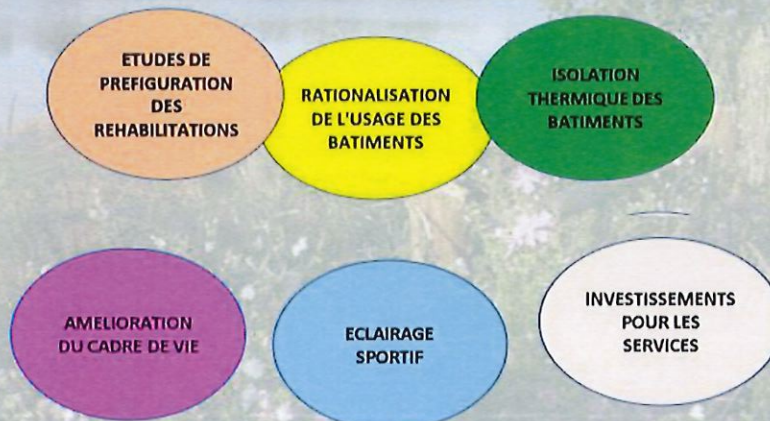 ETUDES DE
PREFIGURATION
DES
REHABILITATIONS
RATIONALISATION
DE L'USAGE DES
BATIMENTS
ISOLATION
THERMIQUE DES
BATIMENTS
AMELIORATION
DU CADRE DE VIE
ECLAIRAGE
SPORTIF
INVESTISSEMENTS
POUR LES
SERVICES